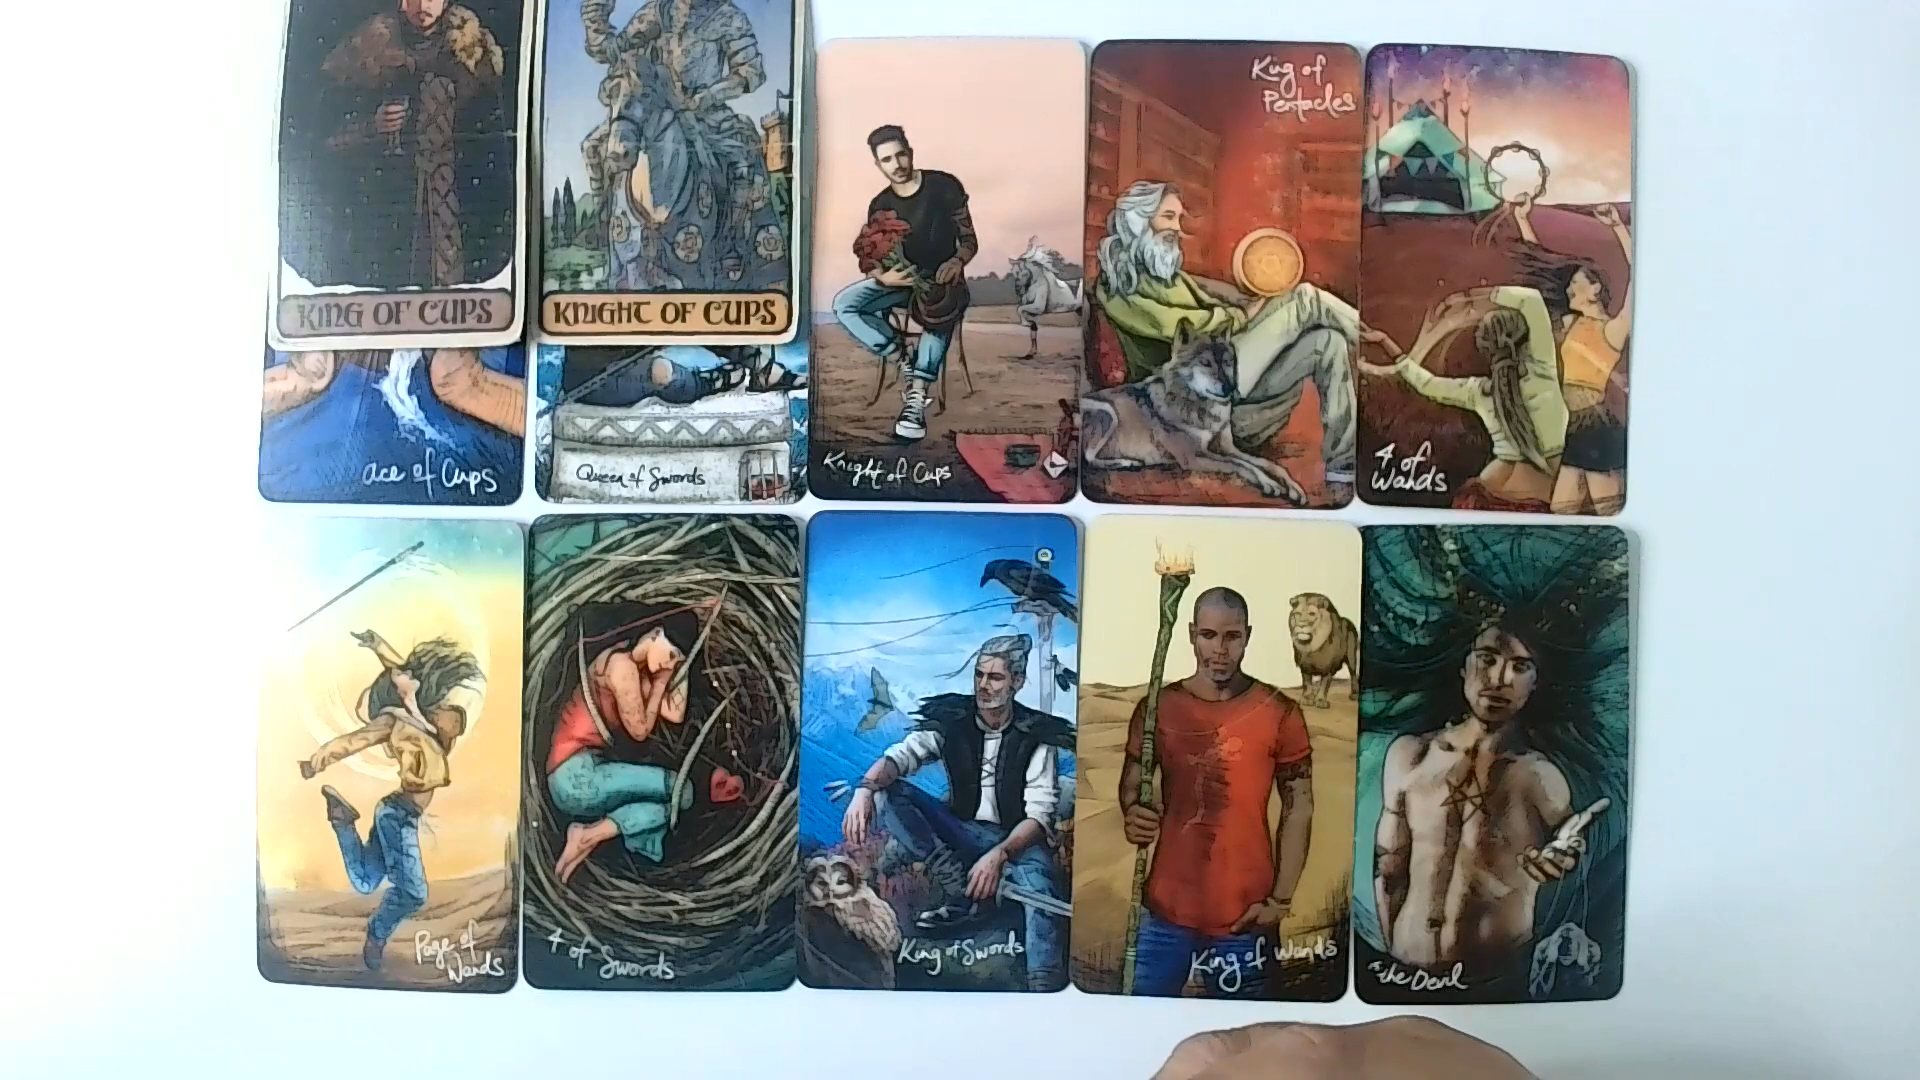 KING OF CUPS
KNIGHT OF CUPS
ace of Cups
Queen of Swords
Knight of Cups
King of
Pentacles
4 of
Wands
Page of
Wands
4 of Swords
King of Swords
King of Wands
the Devil